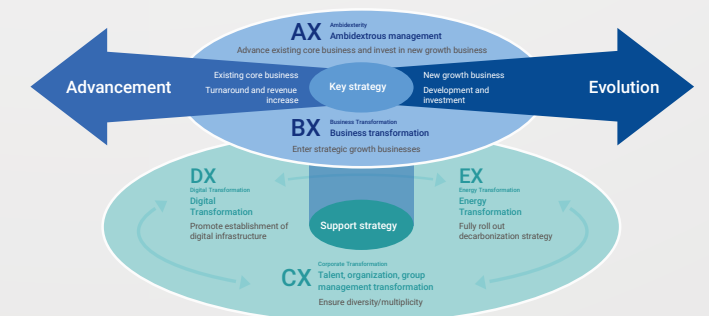 AX
Ambidexterity
Ambidextrous management
Advance existing core business and invest in new growth business
Advancement
Existing core business
Turnaround and revenue
increase
Key strategy
New growth business
Development and
investment
Evolution
BX
Business Transformation
Business transformation
Enter strategic growth businesses
DX
Digital Transformation
Digital
Transformation
Promote establishment of
digital infrastructure
Support strategy
EX
Energy Transformation
Energy
Transformation
Fully roll out
decarbonization strategy
CX
Corporate Transformation
Talent, organization, group
management transformation
Ensure diversity/multiplicity